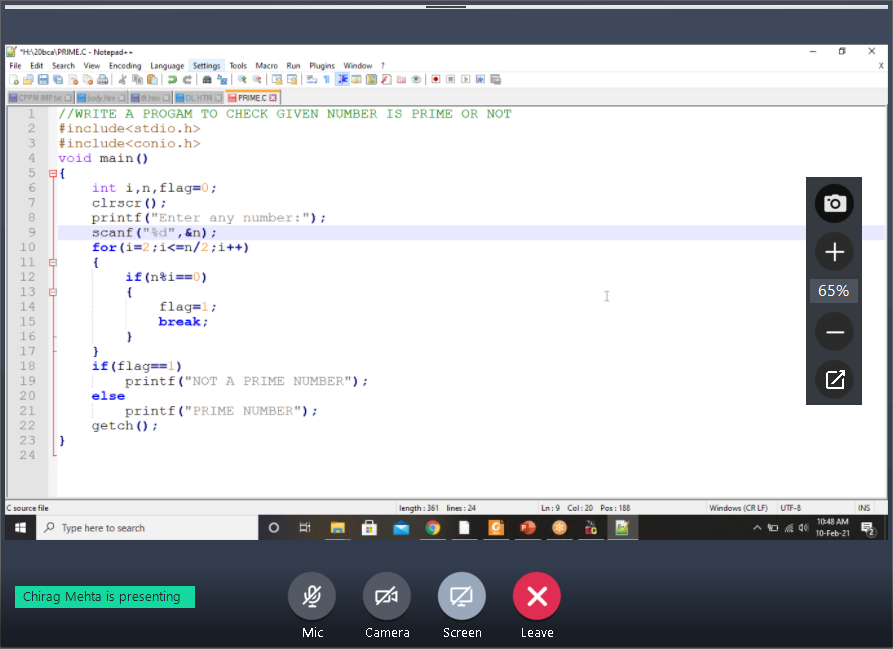 *H:\20bca\PRIME.C - Notepad++
File Edit Search View Encoding Language Settings Tools Macro Run Plugins Window ? X
CPPM IMP.txt body.htm lft.htm OL.HTM PRIME.C
1 //WRITE A PROGAM TO CHECK GIVEN NUMBER IS PRIME OR NOT
2 #include<stdio.h>
3 #include<conio.h>
4 void main()
5 {
6 int i,n,flag=0;
7 clrscr();
8 printf("Enter any number:");
9 scanf("%d",&n);
10 for(i=2;i<=n/2;i++)
11 {
12 if(n%i==0)
13 {
14 flag=1;
15 break;
16 }
17 }
18 if(flag==1)
19 printf("NOT A PRIME NUMBER");
20 else
21 printf("PRIME NUMBER");
22 getch();
23 }
24
65%
C source file length : 361 lines : 24 Ln : 9 Col : 20 Pos : 188 Windows (CR LF) UTF-8 INS
Type here to search
10:48 AM
10-Feb-21
2
Chirag Mehta is presenting
Mic Camera Screen Leave